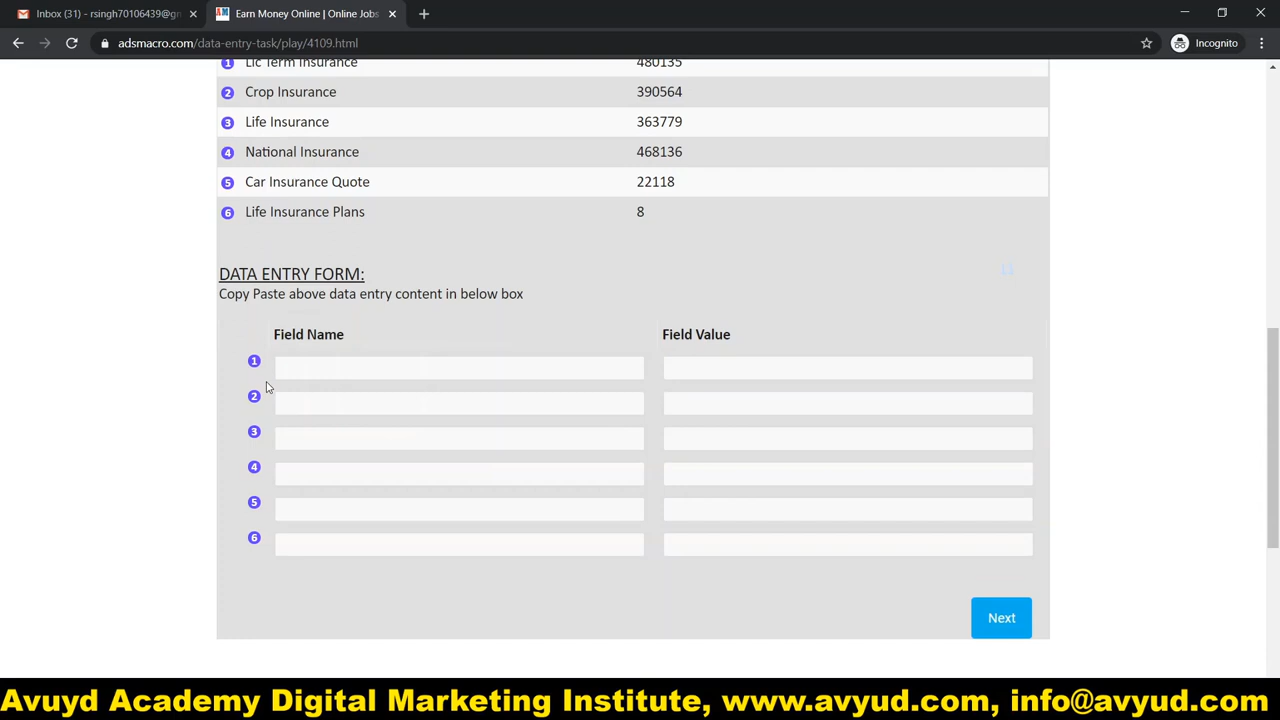 Inbox (31) - rsingh70106439@gm
Earn Money Online | Online Jobs
adsmacro.com/data-entry-task/play/4109.html
Incognito
1 Lic Term Insurance 480135
2 Crop Insurance 390564
3 Life Insurance 363779
4 National Insurance 468136
5 Car Insurance Quote 22118
6 Life Insurance Plans 8
DATA ENTRY FORM:
Copy Paste above data entry content in below box
Field Name Field Value
1
2
3
4
5
6
Next
Avuyd Academy Digital Marketing Institute, www.avyud.com, info@avyud.com